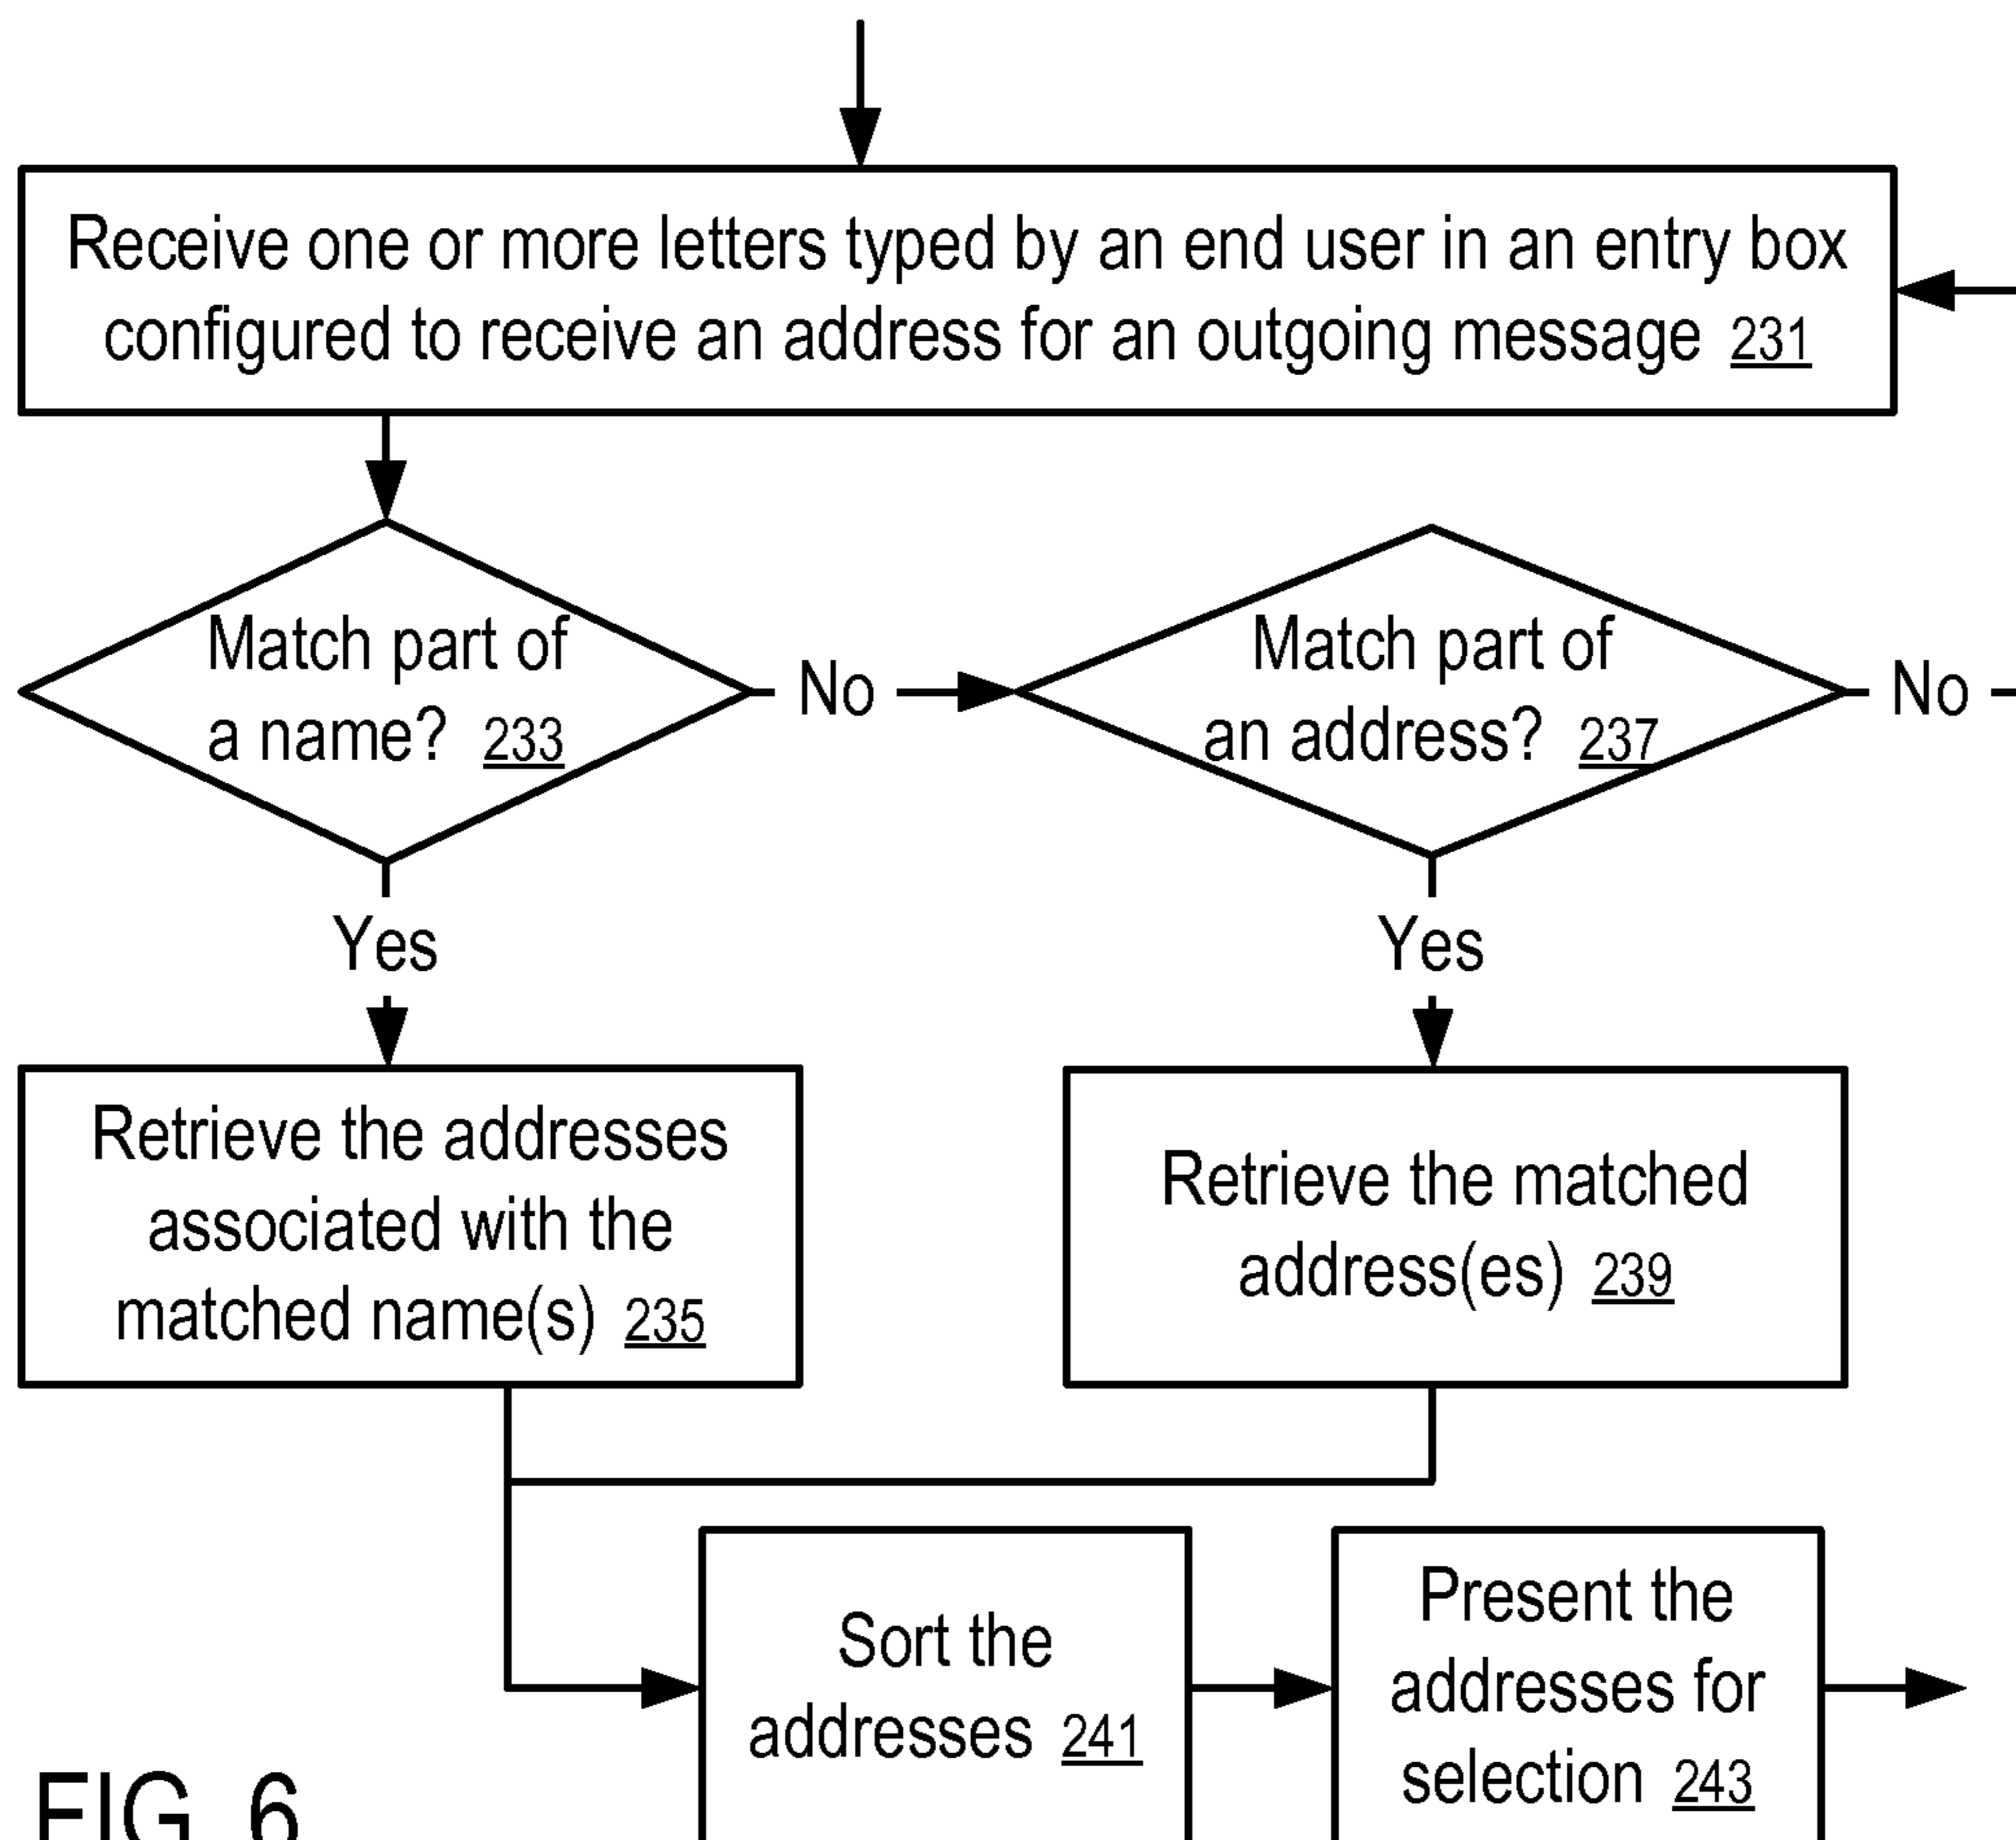 Receive one or more letters typed by an end user in an entry box
configured to receive an address for an outgoing message 231
Match part of
a name? 233
No
Match part of
an address? 237
No
Yes
Yes
Retrieve the addresses
associated with the
matched name(s) 235
Retrieve the matched
address(es) 239
Sort the
addresses 241
Present the
addresses for
selection 243
FIG. 6